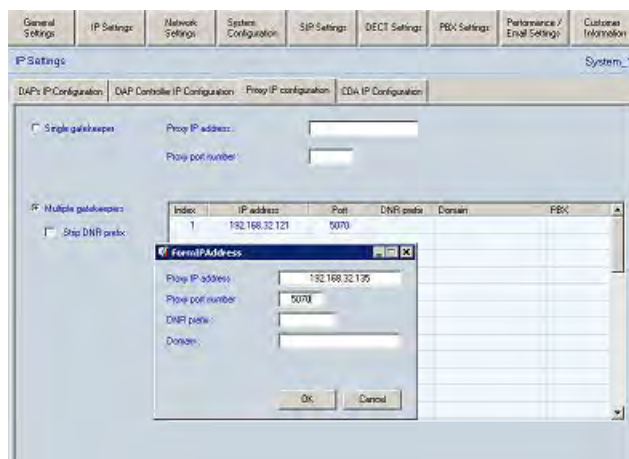 General Settings
IP Settings
Network Settings
System Configuration
SIP Settings
DECT Settings
PBX Settings
Performance / Email Settings
Customer Information
IP Settings
System_
DAPs IP Configuration
DAP Controller IP Configuration
Proxy IP configuration
CDA IP Configuration
Single gatekeeper
Proxy IP address
Proxy port number
Multiple gatekeepers
Strip DNR prefix
Index IP address Port DNR prefix Domain PBX
1 192.168.32.121 5070
FormIPAddress
Proxy IP address 192.168.32.135
Proxy port number 5070
DNR prefix
Domain
OK Cancel